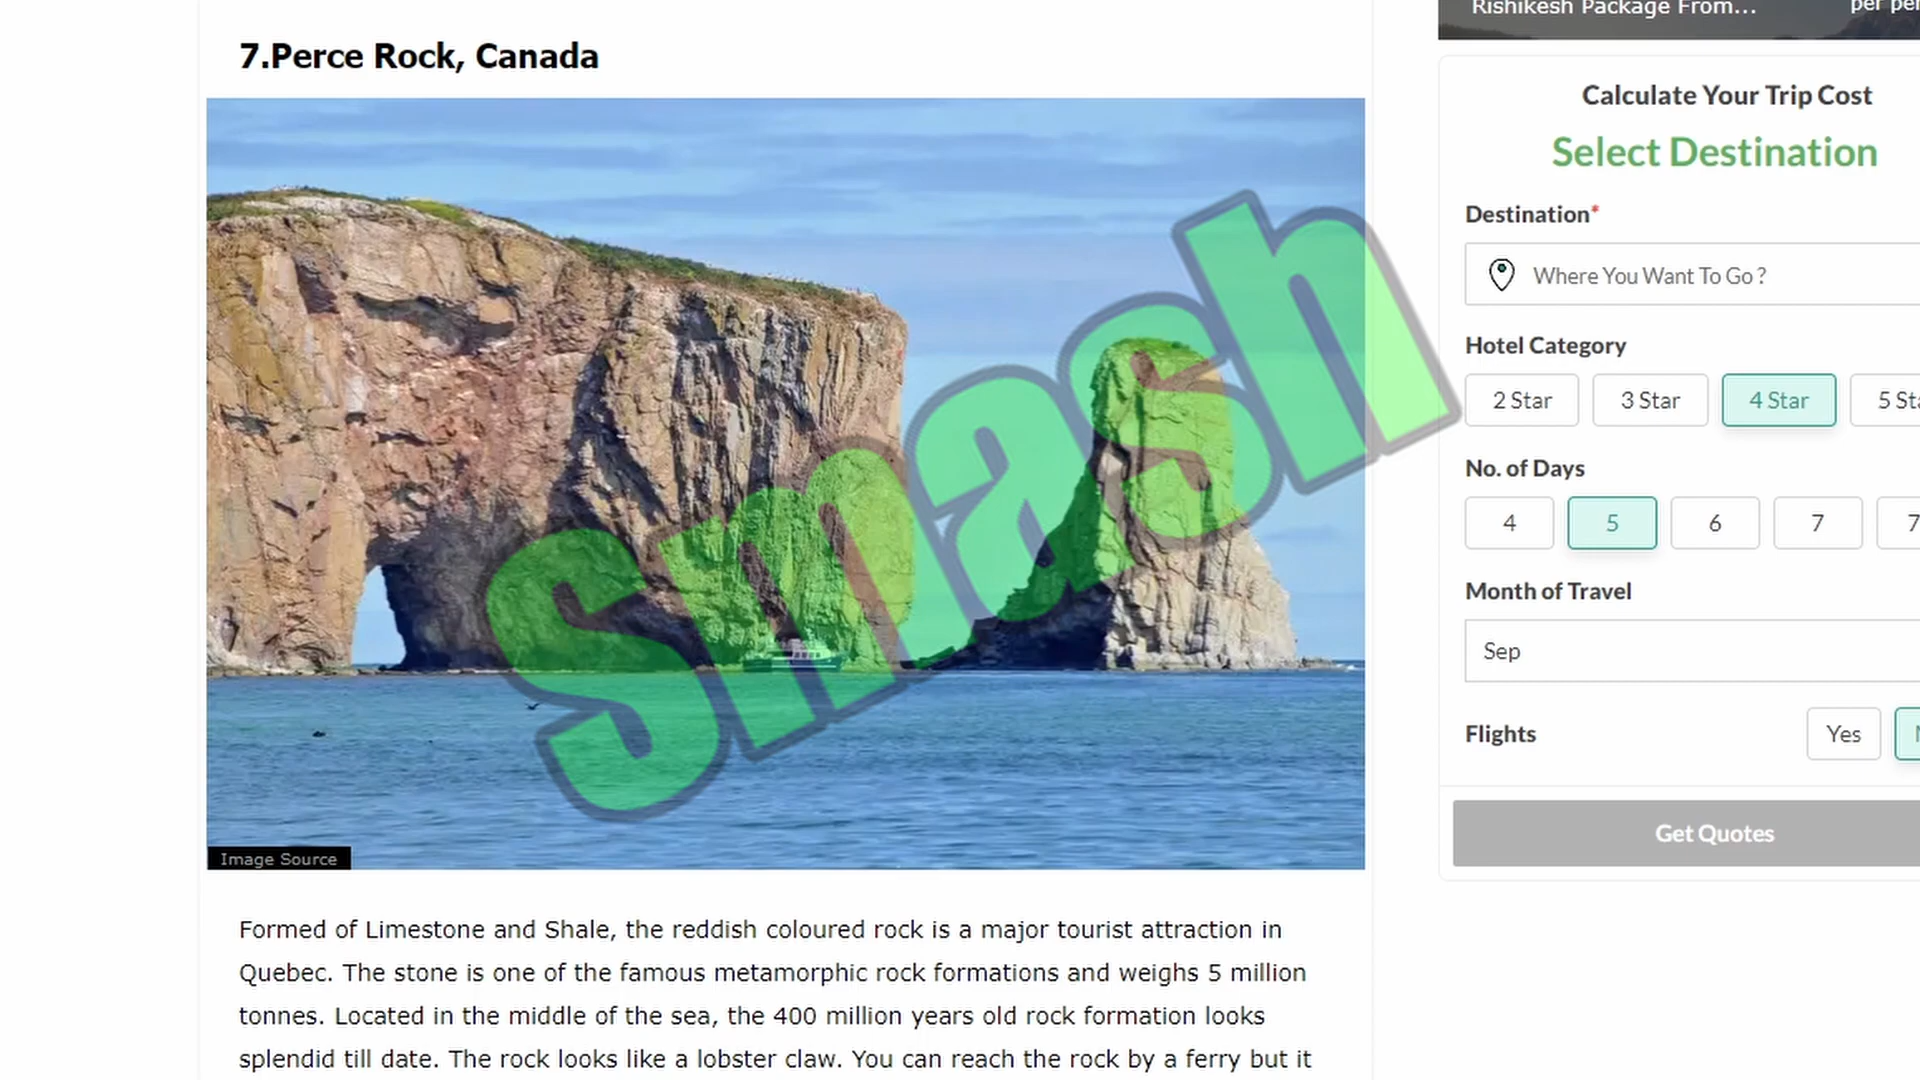 Rishikesh Package From...
7.Perce Rock, Canada
Calculate Your Trip Cost
Select Destination
Destination*
Where You Want To Go ?
Hotel Category
2 Star 3 Star 4 Star
No. of Days
4 5 6 7 7
Month of Travel
Sep
Flights Yes
Get Quotes
smash
Image Source
Formed of Limestone and Shale, the reddish coloured rock is a major tourist attraction in
Quebec. The stone is one of the famous metamorphic rock formations and weighs 5 million
tonnes. Located in the middle of the sea, the 400 million years old rock formation looks
splendid till date. The rock looks like a lobster claw. You can reach the rock by a ferry but it